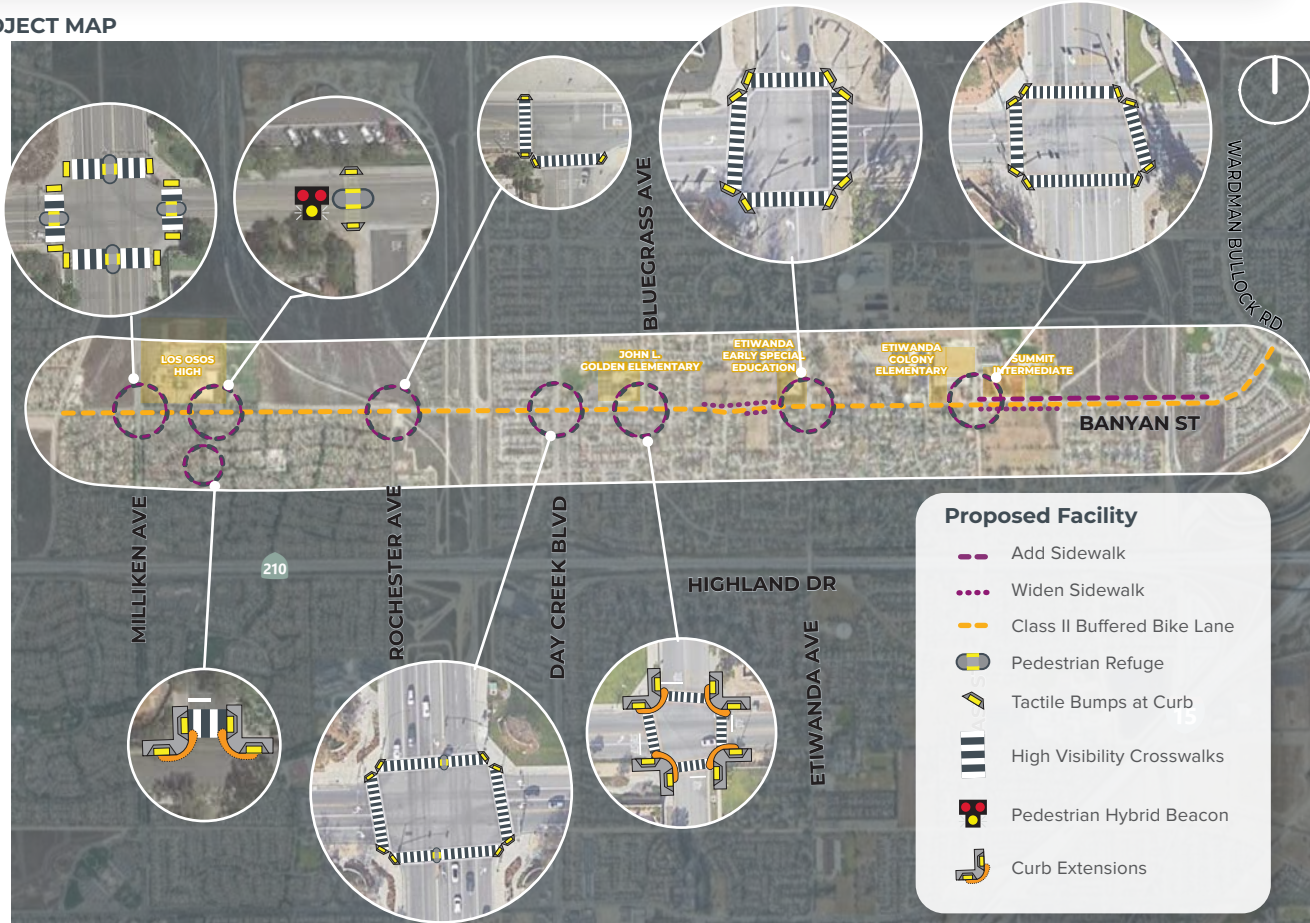 OJECT MAP
WARDMAN BULLOCK RD
BLUEGRASS AVE
LOS OSOS
HIGH
JOHN L.
GOLDEN ELEMENTARY
ETIWANDA
EARLY SPECIAL
EDUCATION
ETIWANDA
COLONY
ELEMENTARY
SUMMIT
INTERMEDIATE
BANYAN ST
MILLIKEN AVE
ROCHESTER AVE
DAY CREEK BLVD
210
HIGHLAND DR
ETIWANDA AVE
Proposed Facility
Add Sidewalk
Widen Sidewalk
Class II Buffered Bike Lane
Pedestrian Refuge
Tactile Bumps at Curb
15
High Visibility Crosswalks
Pedestrian Hybrid Beacon
Curb Extensions